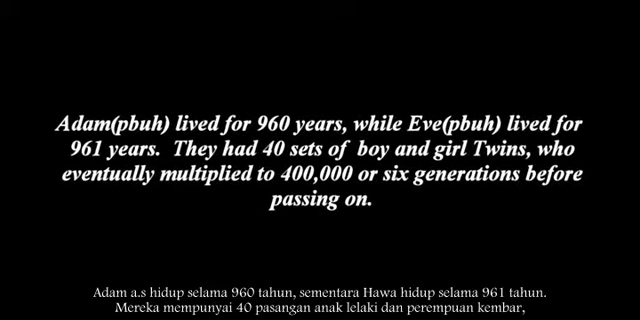 Adam(pbuh) lived for 960 years, while Eve(pbuh) lived for
961 years. They had 40 sets of boy and girl Twins, who
eventually multiplied to 400,000 or six generations before
passing on.
Adam a.s hidup selama 960 tahun, sementara Hawa hidup selama 961 tahun.
Mereka mempunyai 40 pasangan anak lelaki dan perempuan kembar,